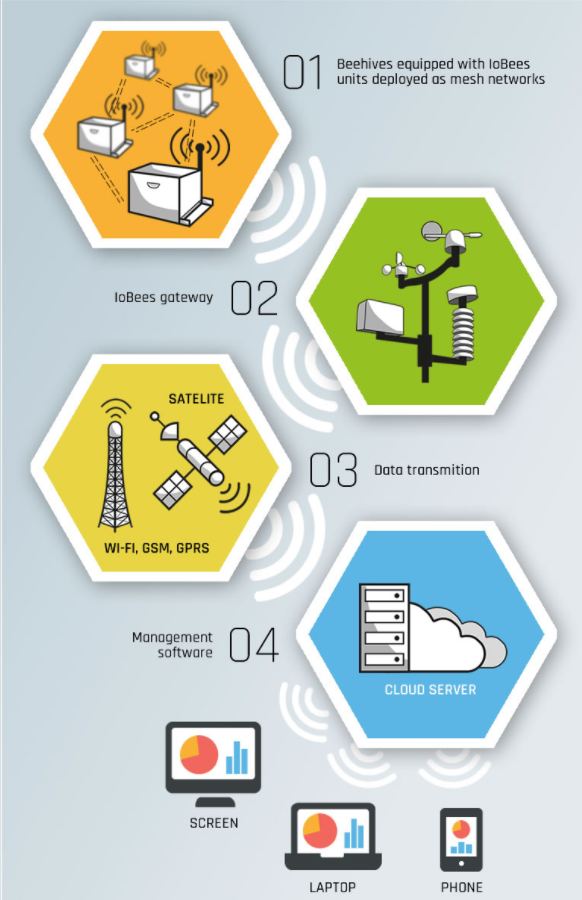 01
Beehives equipped with IoBees
units deployed as mesh networks
IoBees gateway
02
SATELITE
WI-FI, GSM, GPRS
03
Data transmition
Management
software
04
CLOUD SERVER
SCREEN
LAPTOP
PHONE